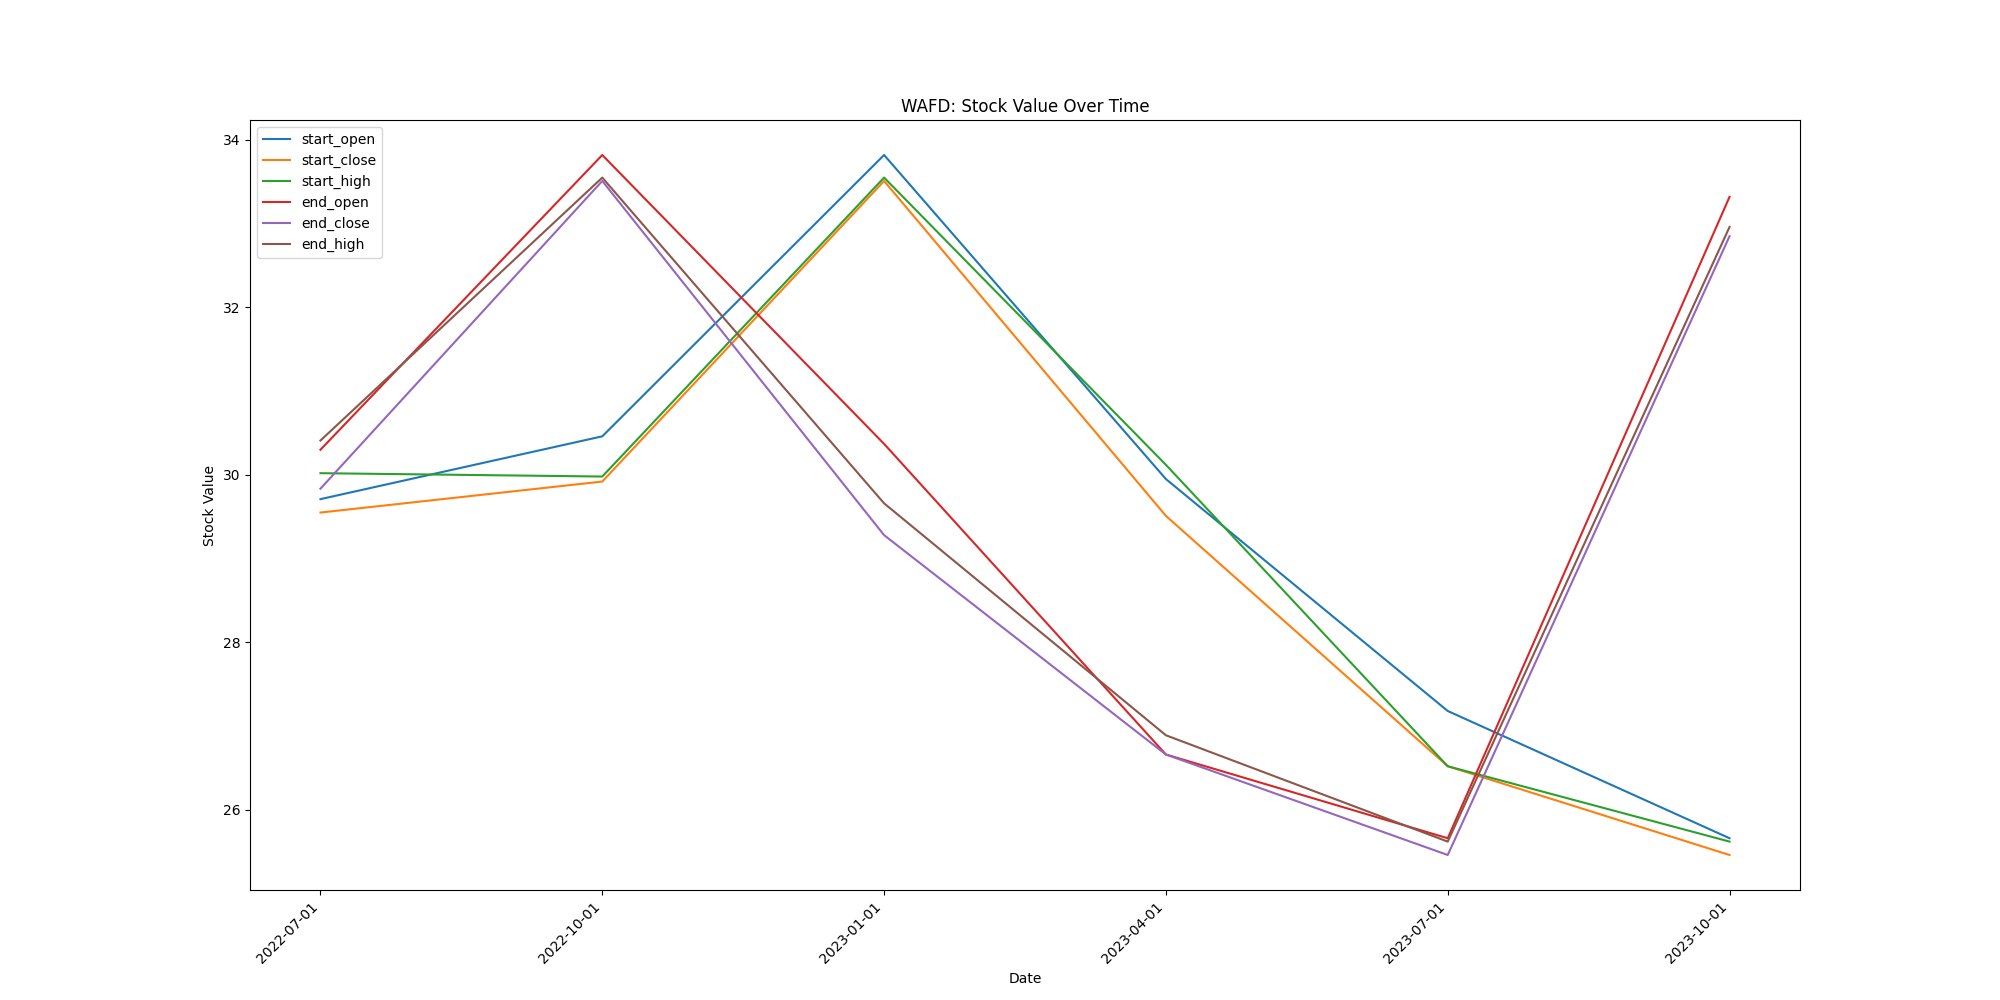 WAFD: Stock Value Over Time
start_open
start_close
start_high
end_open
end_close
end_high
Stock Value
34
32
30
28
26
2022-07-01
2022-10-01
2023-01-01
2023-04-01
2023-07-01
2023-10-01
Date